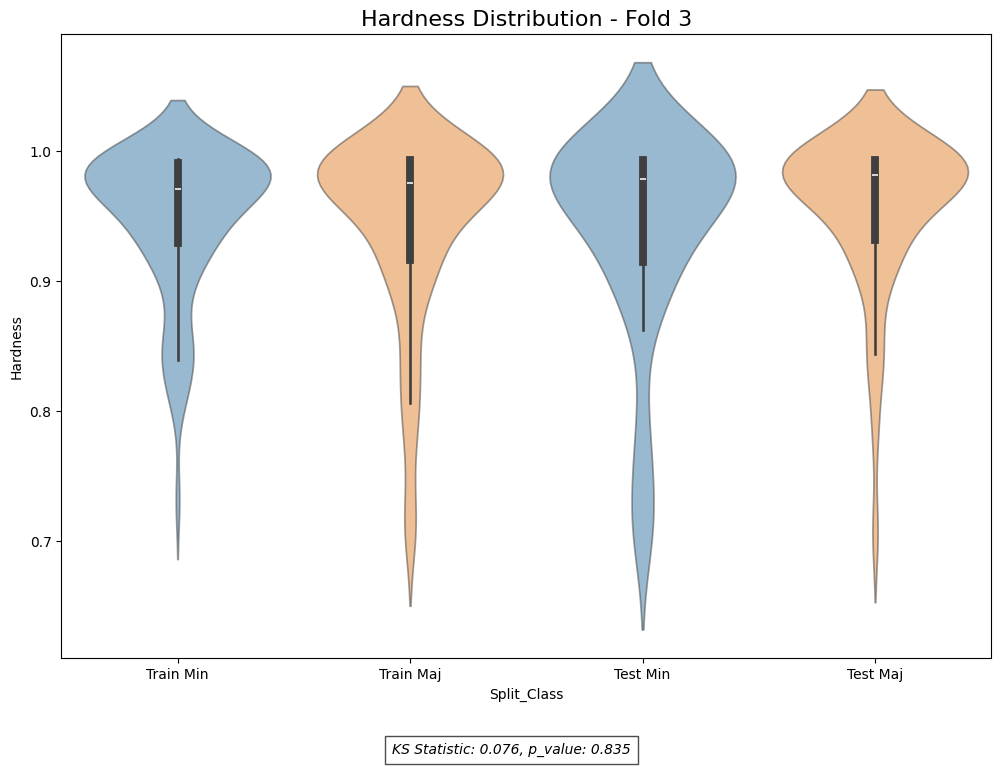 Hardness Distribution - Fold 3
Hardness
1.0
0.9
0.8
0.7
Train Min
Train Maj
Test Min
Test Maj
Split_Class
KS Statistic: 0.076, p_value: 0.835